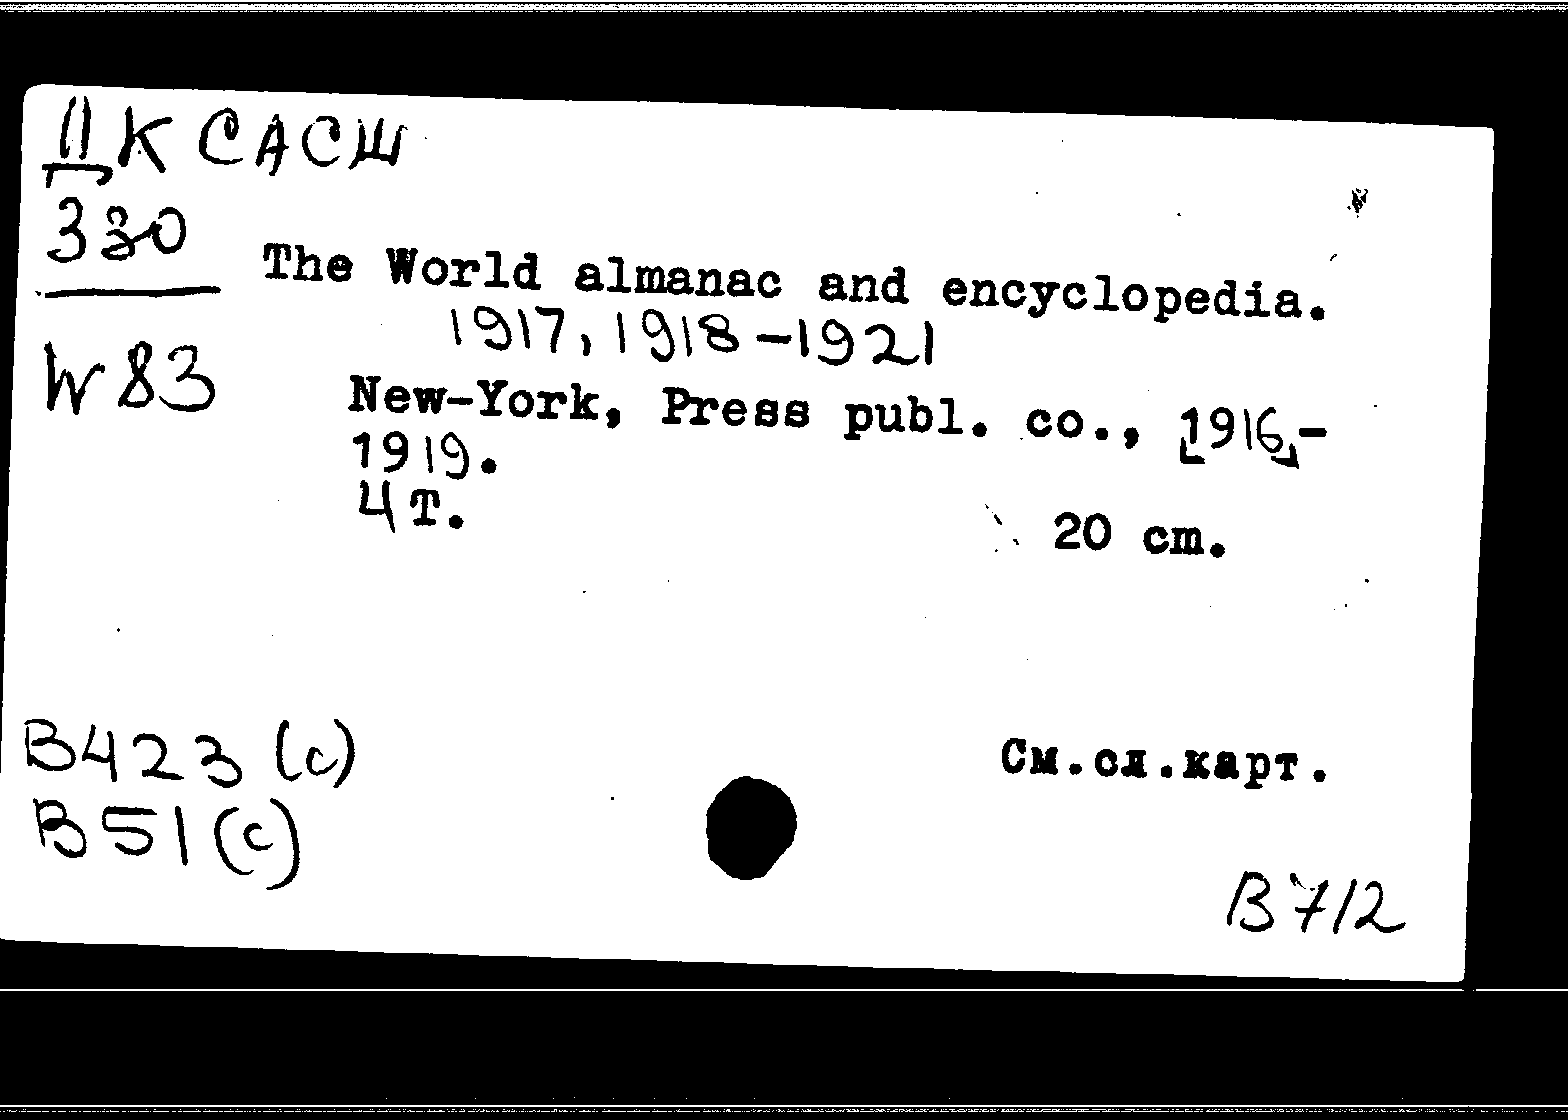 IIК САСШ
330
W83
The World almanac and encyclopedia.
1917, 1918-1921
New-York, Press publ. co., [1916]-
1919.
4 т.
20 cm.
В423 (с)
В51 (с)
См.сл.карт.
В712